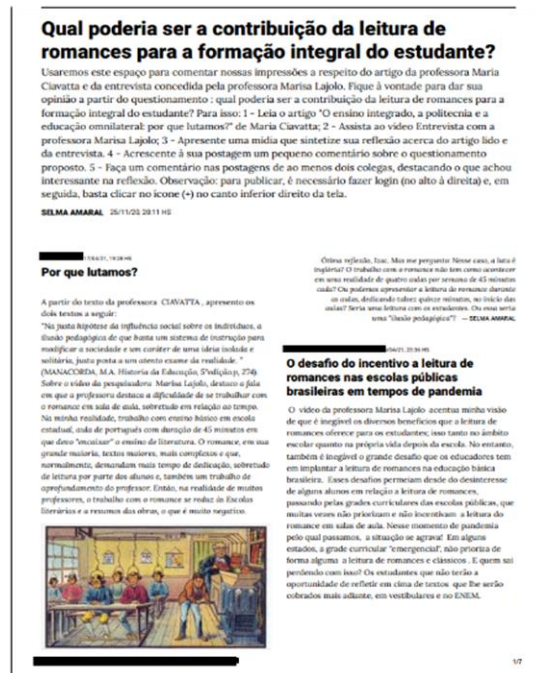 Qual poderia ser a contribuição da leitura de
romances para a formação integral do estudante?
Usaremos este espaço para comentar nossas impressões a respeito do artigo da professora Maria
Ciavatta e da entrevista concedida pela professora Marisa Lajolo. Fique à vontade para dar sua
opinião a partir do questionamento : qual poderia ser a contribuição da leitura de romances para a
formação integral do estudante? Para isso: 1 - Leia o artigo "O ensino integrado, a politecnia e a
educação omnilateral: por que lutamos?" de Maria Ciavatta; 2 - Assista ao vídeo Entrevista com a
professora Marisa Lajolo; 3 - Apresente uma mídia que sintetize sua reflexão acerca do artigo lido e
da entrevista. 4 - Acrescente à sua postagem um pequeno comentário sobre o questionamento
proposto. 5 - Faça um comentário nas postagens de ao menos dois colegas, destacando o que achou
interessante na reflexão. Observação: para publicar, é necessário fazer login (no alto à direita) e, em
seguida, basta clicar no ícone (+) no canto inferior direito da tela.
SELMA AMARAL 25/11/20 20 11 HS
Por que lutamos?
A partir do texto da professora CIAVATTA , apresento os
dois textos a seguir:
"Na justa hipótese da influência social sobre os indivíduos, a
ilusão pedagógica de que basta um sistema de instrução para
modificar a sociedade e um caráter de uma ideia isolada e
solitária, justa posta a um atento exame da realidade. "
(MANACORDA, M.A. Historia da Educação, 5ªedição,p, 274).
Sobre o vídeo da pesquisadora Marisa Lajolo, destaco a fala
em que a professora destaca a dificuldade de se trabalhar com
o romance em sala de aula, sobretudo em relação ao tempo.
Na minha realidade, trabalho com ensino básico em escola
estadual, aula de português com duração de 45 minutos em
que devo "encaixar" o ensino de literatura. O romance, em sua
grande maioria, textos maiores, mais complexos e que,
normalmente, demandam mais tempo de dedicação, sobretudo
de leitura por parte dos alunos e, também um trabalho de
aprofundamento do professor. Então, na realidade de muitos
professores, o trabalho com o romance se reduz às Escolas
literárias e a resumos das obras, o que é muito negativo.
Ótima reflexão, Izac. Mas me pergunto: Nesse caso, a luta é
inglória? O trabalho com o romance não tem como acontecer
em uma realidade de quatro aulas por semana de 45 minutos
cada? Ou podemos apresentar a leitura de romance durante
as aulas, dedicando talvez quinze minutos, no início das
aulas? Seria uma leitura com os estudantes. Ou isso seria
uma "ilusão pedagógica"? — SELMA AMARAL
O desafio do incentivo a leitura de
romances nas escolas públicas
brasileiras em tempos de pandemia
O vídeo da professora Marisa Lajolo acentua minha visão
de que é inegável os diversos benefícios que a leitura de
romances oferece para os estudantes; isso tanto no âmbito
escolar quanto na própria vida depois da escola. No entanto,
também é inegável o grande desafio que os educadores tem
em implantar a leitura de romances na educação básica
brasileira. Esses desafios permeiam desde do desinteresse
de alguns alunos em relação a leitura de romances,
passando pelas grades curriculares das escolas públicas, que
muitas vezes não priorizam e não incentivam a leitura do
romance em salas de aula. Nesse momento de pandemia
pelo qual passamos, a situação se agrava! Em alguns
estados, a grade curricular "emergencial", não prioriza de
forma alguma a leitura de romances e clássicos . E quem sai
perdendo com isso? Os estudantes que não terão a
oportunidade de refletir em cima de textos que lhe serão
cobrados mais adiante, em vestibulares e no ENEM.
1/7